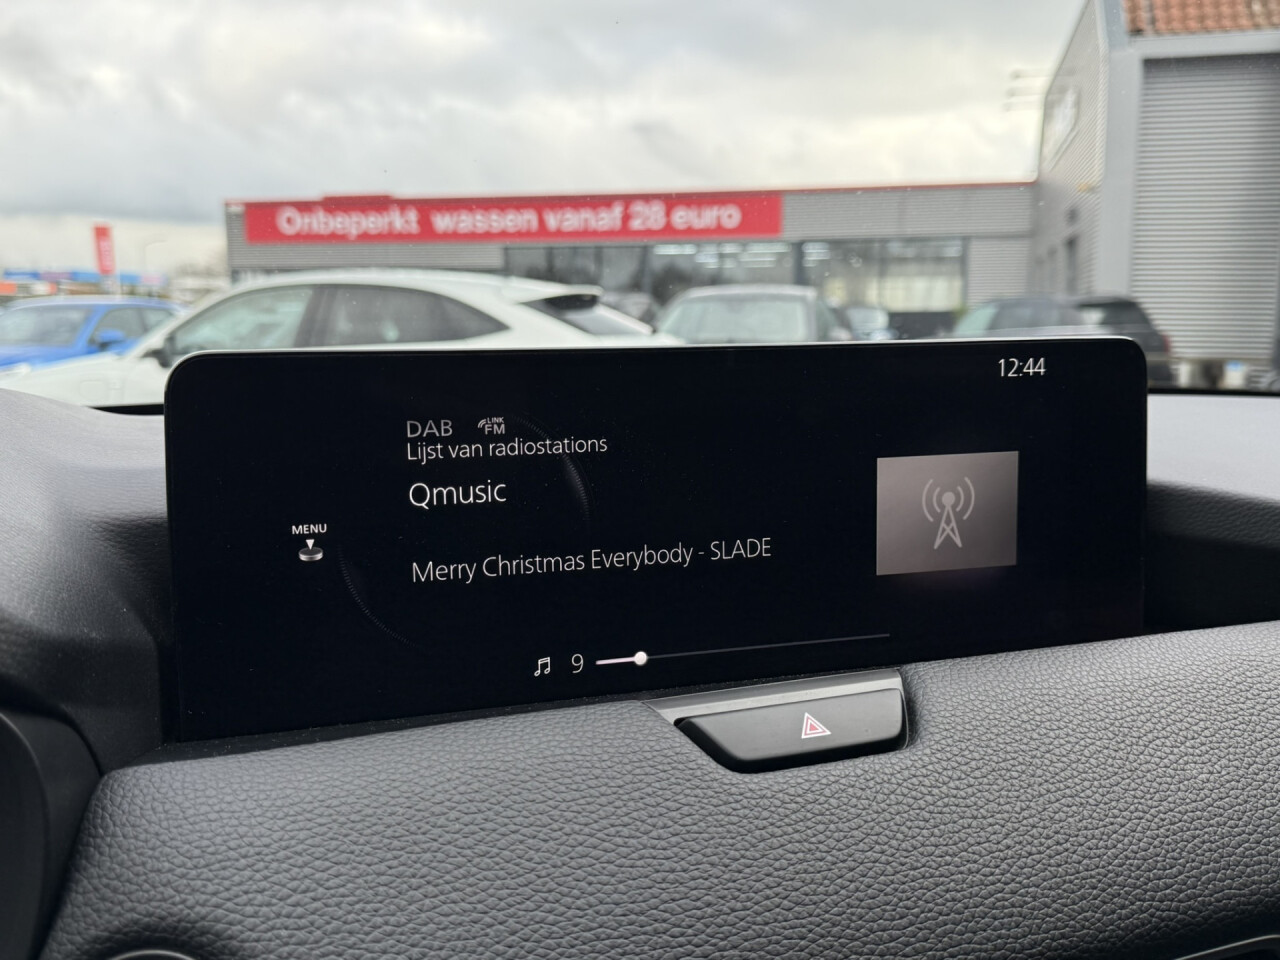 Onbeperkt wassen vanaf 28 euro
12:44
DAB LINK FM
Lijst van radiostations
Qmusic
MENU
Merry Christmas Everybody - SLADE
9